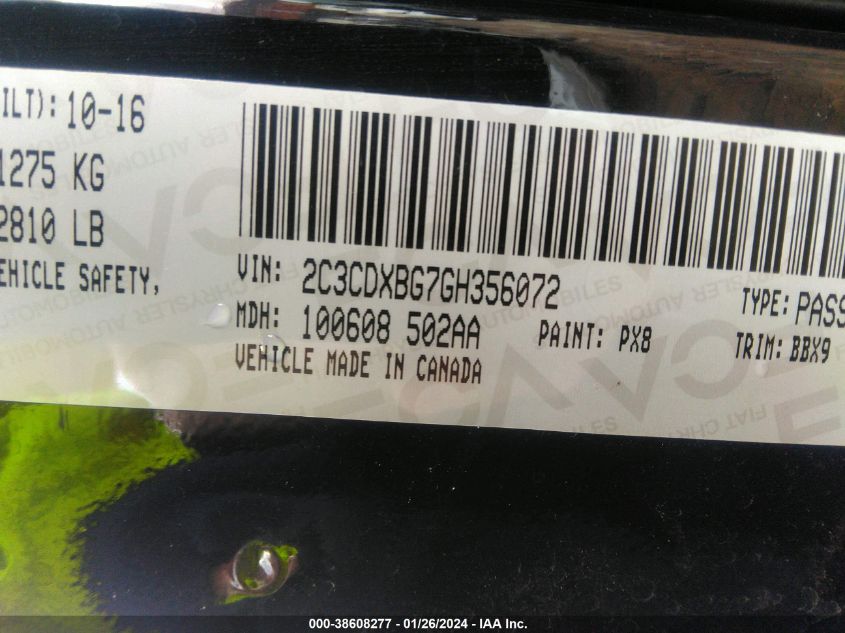 ILT): 10-16
1275 KG
2810 LB
EHICLE SAFETY,
VIN: 2C3CDXBG7GH356072
TYPE: PASS
MDH: 100608 502AA
PAINT: PX8
TRIM: BBX9
VEHICLE MADE IN CANADA
000-38608277 - 01/26/2024 - IAA Inc.